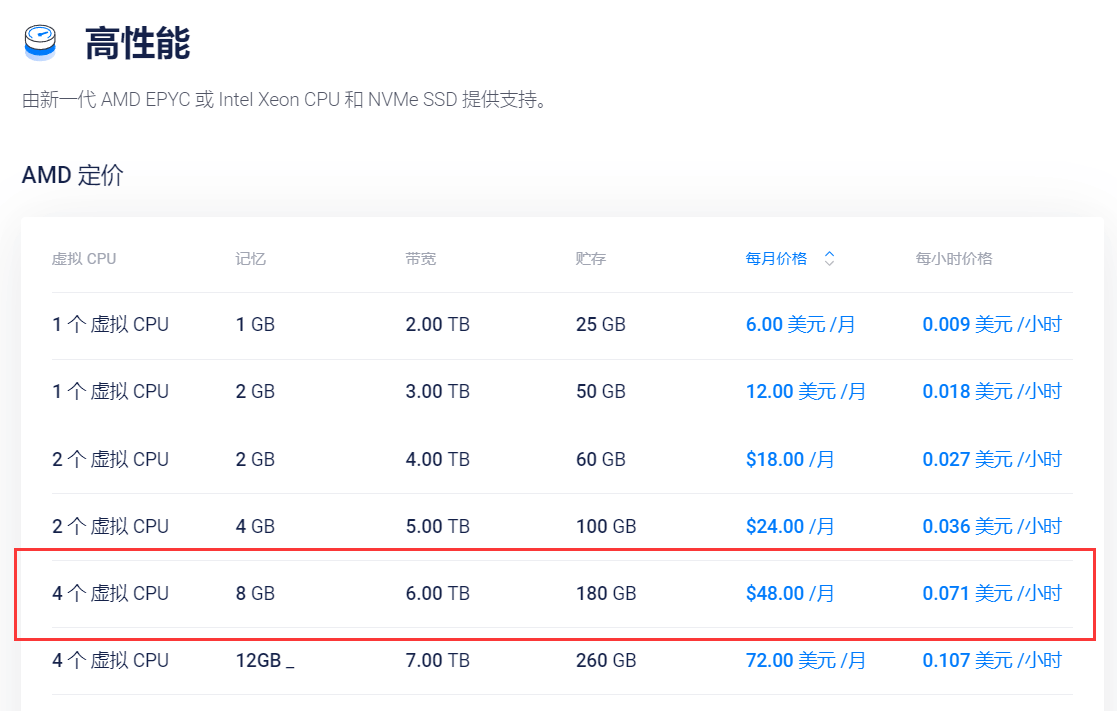 高性能
由新一代 AMD EPYC 或 Intel Xeon CPU 和 NVMe SSD 提供支持。
AMD 定价
虚拟 CPU 记忆 带宽 贮存 每月价格 每小时价格
1 个 虚拟 CPU 1 GB 2.00 TB 25 GB 6.00 美元 /月 0.009 美元 /小时
1 个 虚拟 CPU 2 GB 3.00 TB 50 GB 12.00 美元 /月 0.018 美元 /小时
2 个 虚拟 CPU 2 GB 4.00 TB 60 GB $18.00 /月 0.027 美元 /小时
2 个 虚拟 CPU 4 GB 5.00 TB 100 GB $24.00 /月 0.036 美元 /小时
4 个 虚拟 CPU 8 GB 6.00 TB 180 GB $48.00 /月 0.071 美元 /小时
4 个 虚拟 CPU 12GB _ 7.00 TB 260 GB 72.00 美元 /月 0.107 美元 /小时